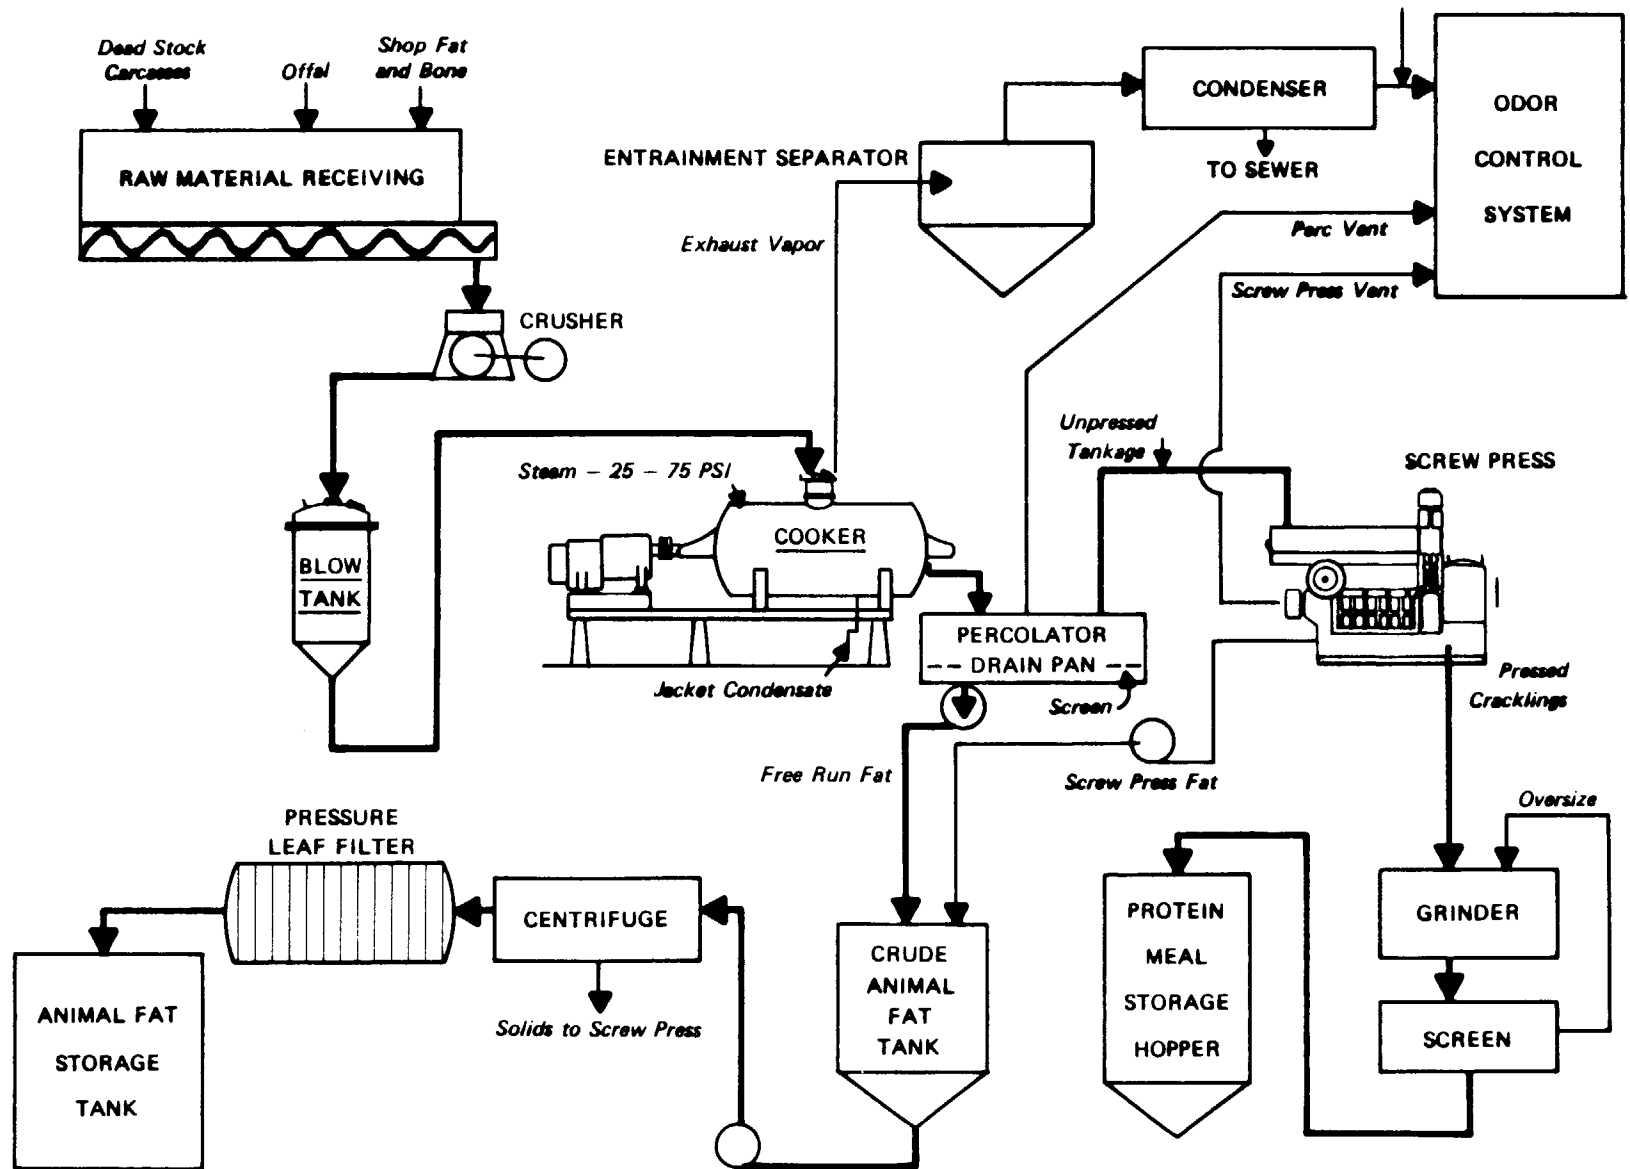 Dead Stock
Carcasses
Offal
Shop Fat
and Bone
RAW MATERIAL RECEIVING
CRUSHER
BLOW
TANK
Steam – 25 – 75 PSI
COOKER
Jacket Condensate
Exhaust Vapor
ENTRAINMENT SEPARATOR
CONDENSER
TO SEWER
ODOR
CONTROL
SYSTEM
Perc Vent
Screw Press Vent
Unpressed
Tankage
SCREW PRESS
PERCOLATOR
-- DRAIN PAN --
Screen
Pressed
Cracklings
Free Run Fat
Screw Press Fat
Oversize
PRESSURE
LEAF FILTER
CENTRIFUGE
Solids to Screw Press
ANIMAL FAT
STORAGE
TANK
CRUDE
ANIMAL
FAT
TANK
PROTEIN
MEAL
STORAGE
HOPPER
GRINDER
SCREEN